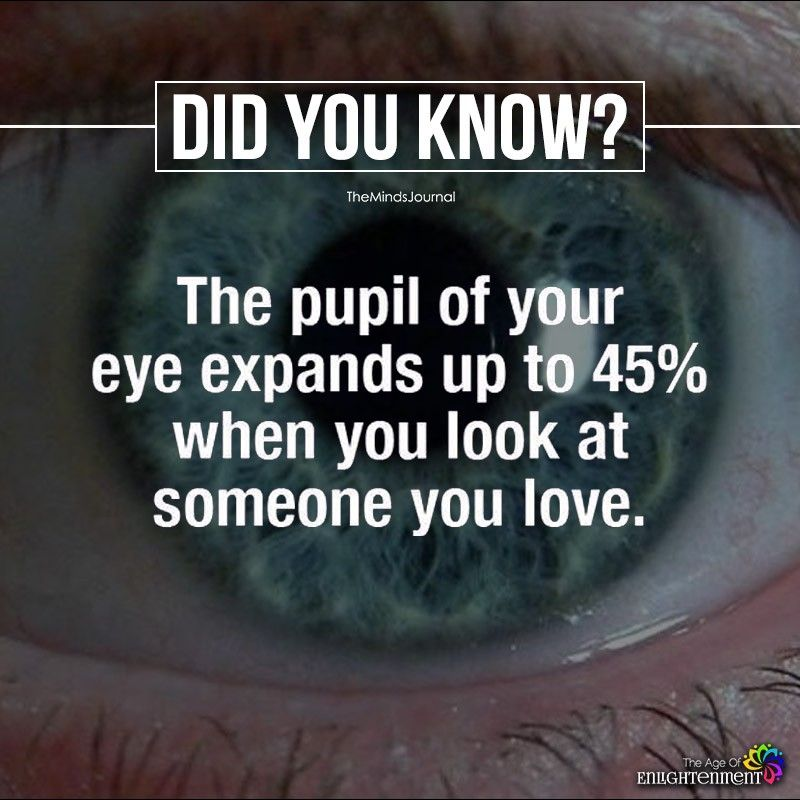 DID YOU KNOW?
TheMindsJournal
The pupil of your
eye expands up to 45%
when you look at
someone you love.
The Age Of
ENLIGHTENMENT